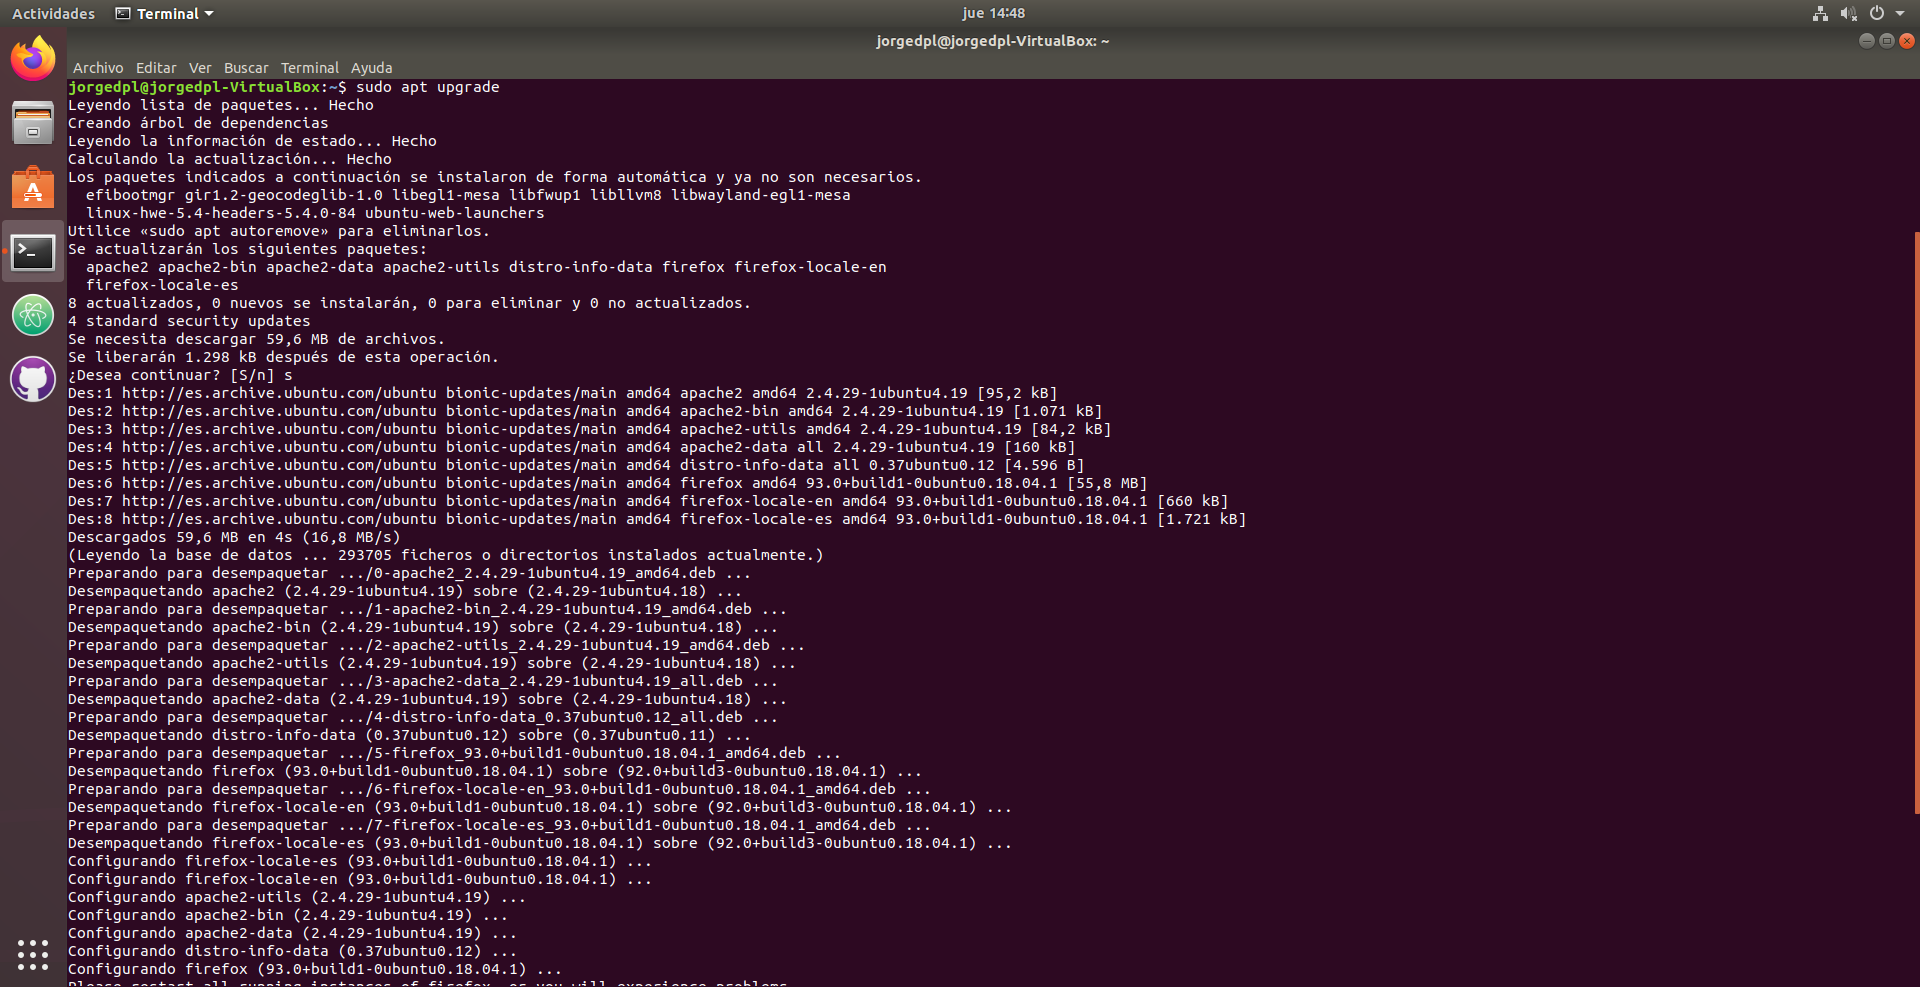 Actividades Terminal jue 14:48
jorgedpl@jorgedpl-VirtualBox: ~
Archivo Editar Ver Buscar Terminal Ayuda
jorgedpl@jorgedpl-VirtualBox:~$ sudo apt upgrade
Leyendo lista de paquetes... Hecho
Creando árbol de dependencias
Leyendo la información de estado... Hecho
Calculando la actualización... Hecho
Los paquetes indicados a continuación se instalaron de forma automática y ya no son necesarios.
  efibootmgr gir1.2-geocodeglib-1.0 libegl1-mesa libfwup1 libllvm8 libwayland-egl1-mesa
  linux-hwe-5.4-headers-5.4.0-84 ubuntu-web-launchers
Utilice «sudo apt autoremove» para eliminarlos.
Se actualizarán los siguientes paquetes:
  apache2 apache2-bin apache2-data apache2-utils distro-info-data firefox firefox-locale-en
  firefox-locale-es
8 actualizados, 0 nuevos se instalarán, 0 para eliminar y 0 no actualizados.
4 standard security updates
Se necesita descargar 59,6 MB de archivos.
Se liberarán 1.298 kB después de esta operación.
¿Desea continuar? [S/n] s
Des:1 http://es.archive.ubuntu.com/ubuntu bionic-updates/main amd64 apache2 amd64 2.4.29-1ubuntu4.19 [95,2 kB]
Des:2 http://es.archive.ubuntu.com/ubuntu bionic-updates/main amd64 apache2-bin amd64 2.4.29-1ubuntu4.19 [1.071 kB]
Des:3 http://es.archive.ubuntu.com/ubuntu bionic-updates/main amd64 apache2-utils amd64 2.4.29-1ubuntu4.19 [84,2 kB]
Des:4 http://es.archive.ubuntu.com/ubuntu bionic-updates/main amd64 apache2-data all 2.4.29-1ubuntu4.19 [160 kB]
Des:5 http://es.archive.ubuntu.com/ubuntu bionic-updates/main amd64 distro-info-data all 0.37ubuntu0.12 [4.596 B]
Des:6 http://es.archive.ubuntu.com/ubuntu bionic-updates/main amd64 firefox amd64 93.0+build1-0ubuntu0.18.04.1 [55,8 MB]
Des:7 http://es.archive.ubuntu.com/ubuntu bionic-updates/main amd64 firefox-locale-en amd64 93.0+build1-0ubuntu0.18.04.1 [660 kB]
Des:8 http://es.archive.ubuntu.com/ubuntu bionic-updates/main amd64 firefox-locale-es amd64 93.0+build1-0ubuntu0.18.04.1 [1.721 kB]
Descargados 59,6 MB en 4s (16,8 MB/s)
(Leyendo la base de datos ... 293705 ficheros o directorios instalados actualmente.)
Preparando para desempaquetar .../0-apache2_2.4.29-1ubuntu4.19_amd64.deb ...
Desempaquetando apache2 (2.4.29-1ubuntu4.19) sobre (2.4.29-1ubuntu4.18) ...
Preparando para desempaquetar .../1-apache2-bin_2.4.29-1ubuntu4.19_amd64.deb ...
Desempaquetando apache2-bin (2.4.29-1ubuntu4.19) sobre (2.4.29-1ubuntu4.18) ...
Preparando para desempaquetar .../2-apache2-utils_2.4.29-1ubuntu4.19_amd64.deb ...
Desempaquetando apache2-utils (2.4.29-1ubuntu4.19) sobre (2.4.29-1ubuntu4.18) ...
Preparando para desempaquetar .../3-apache2-data_2.4.29-1ubuntu4.19_all.deb ...
Desempaquetando apache2-data (2.4.29-1ubuntu4.19) sobre (2.4.29-1ubuntu4.18) ...
Preparando para desempaquetar .../4-distro-info-data_0.37ubuntu0.12_all.deb ...
Desempaquetando distro-info-data (0.37ubuntu0.12) sobre (0.37ubuntu0.11) ...
Preparando para desempaquetar .../5-firefox_93.0+build1-0ubuntu0.18.04.1_amd64.deb ...
Desempaquetando firefox (93.0+build1-0ubuntu0.18.04.1) sobre (92.0+build3-0ubuntu0.18.04.1) ...
Preparando para desempaquetar .../6-firefox-locale-en_93.0+build1-0ubuntu0.18.04.1_amd64.deb ...
Desempaquetando firefox-locale-en (93.0+build1-0ubuntu0.18.04.1) sobre (92.0+build3-0ubuntu0.18.04.1) ...
Preparando para desempaquetar .../7-firefox-locale-es_93.0+build1-0ubuntu0.18.04.1_amd64.deb ...
Desempaquetando firefox-locale-es (93.0+build1-0ubuntu0.18.04.1) sobre (92.0+build3-0ubuntu0.18.04.1) ...
Configurando firefox-locale-es (93.0+build1-0ubuntu0.18.04.1) ...
Configurando firefox-locale-en (93.0+build1-0ubuntu0.18.04.1) ...
Configurando apache2-utils (2.4.29-1ubuntu4.19) ...
Configurando apache2-bin (2.4.29-1ubuntu4.19) ...
Configurando apache2-data (2.4.29-1ubuntu4.19) ...
Configurando distro-info-data (0.37ubuntu0.12) ...
Configurando firefox (93.0+build1-0ubuntu0.18.04.1) ...
Please restart all running instances of firefox, or you will experience problems.